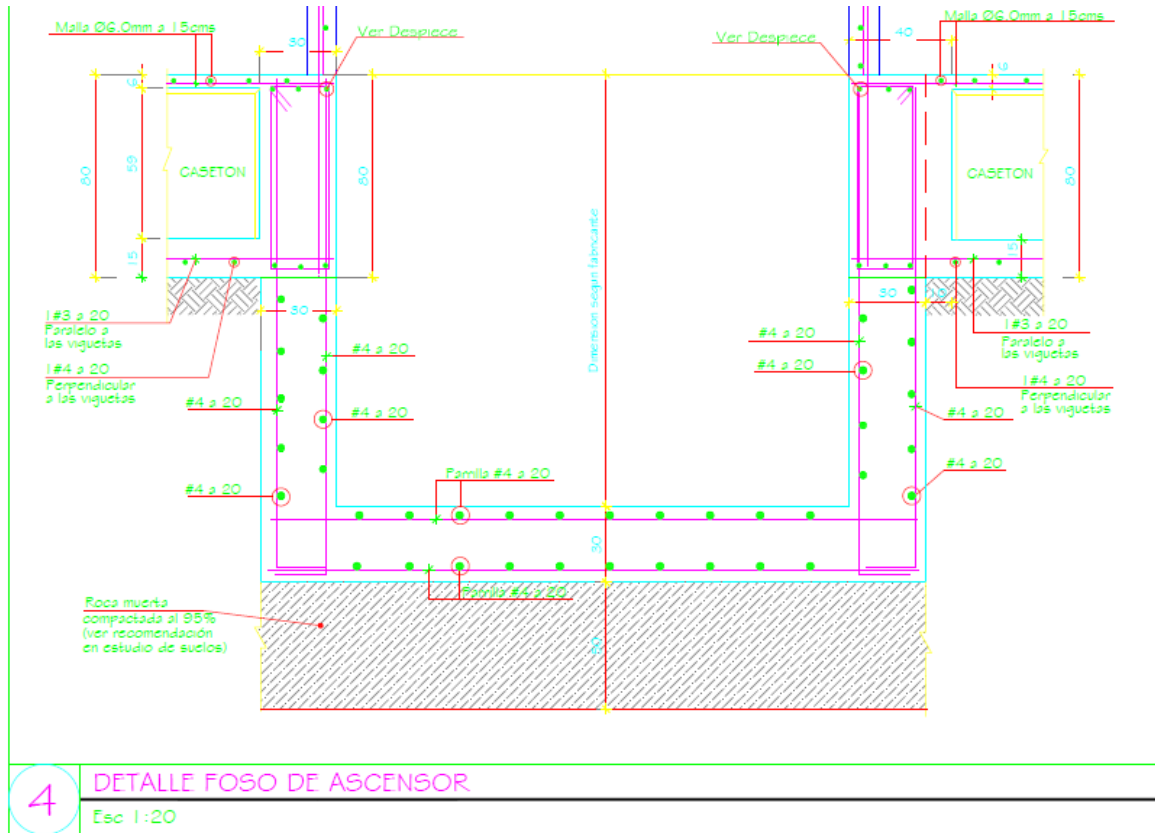 Malla Ø6.0mm a 15cms
30
Ver Despiece
Ver Despiece
40
Malla Ø6.0mm a 15cms
6
6
80
59
CASETON
80
Dimension segun fabricante
CASETON
80
15
15
30
30
10
1#3 a 20
Paralelo a
las viguetas
1#4 a 20
Perpendicular
a las viguetas
#4 a 20
#4 a 20
#4 a 20
#4 a 20
#4 a 20
#4 a 20
#4 a 20
#4 a 20
1#3 a 20
Paralelo a
las viguetas
1#4 a 20
Perpendicular
a las viguetas
Parrilla #4 a 20
30
Parrilla #4 a 20
Roca muerta
compactada al 95%
(ver recomendación
en estudio de suelos)
4
DETALLE FOSO DE ASCENSOR
Esc 1:20